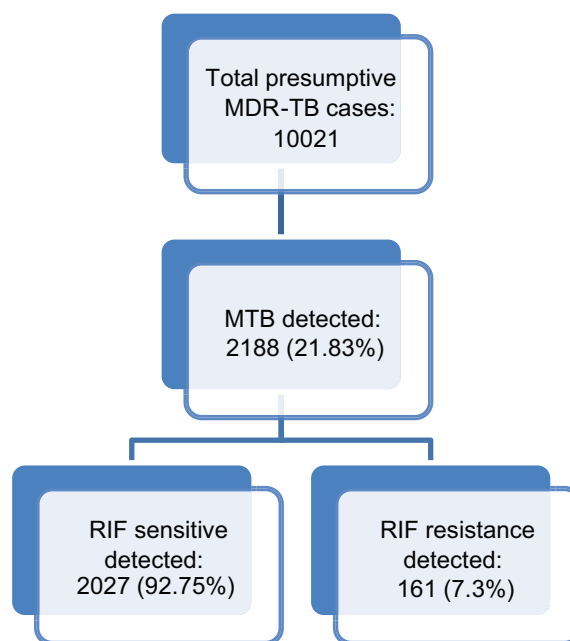 Total presumptive
MDR-TB cases:
10021
MTB detected:
2188 (21.83%)
RIF sensitive
detected:
2027 (92.75%)
RIF resistance
detected:
161 (7.3%)